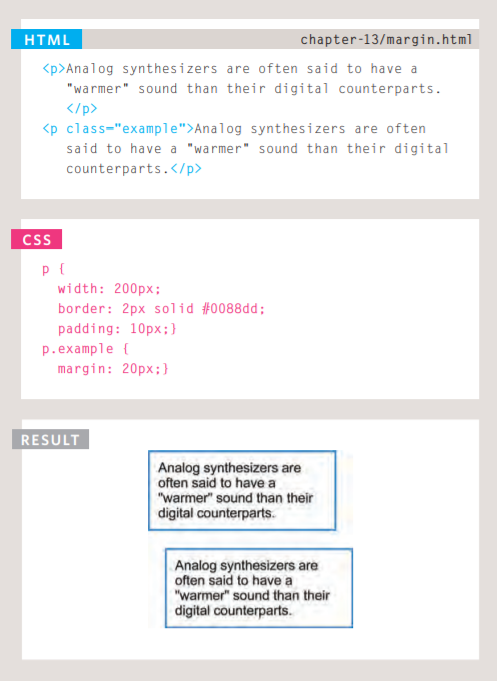 HTML
chapter-13/margin.html
<p>Analog synthesizers are often said to have a
"warmer" sound than their digital counterparts.
</p>
<p class="example">Analog synthesizers are often
said to have a "warmer" sound than their digital
counterparts.</p>
CSS
p {
width: 200px;
border: 2px solid #0088dd;
padding: 10px;}
p.example {
margin: 20px;}
RESULT
Analog synthesizers are
often said to have a
"warmer" sound than their
digital counterparts.
Analog synthesizers are
often said to have a
"warmer" sound than their
digital counterparts.